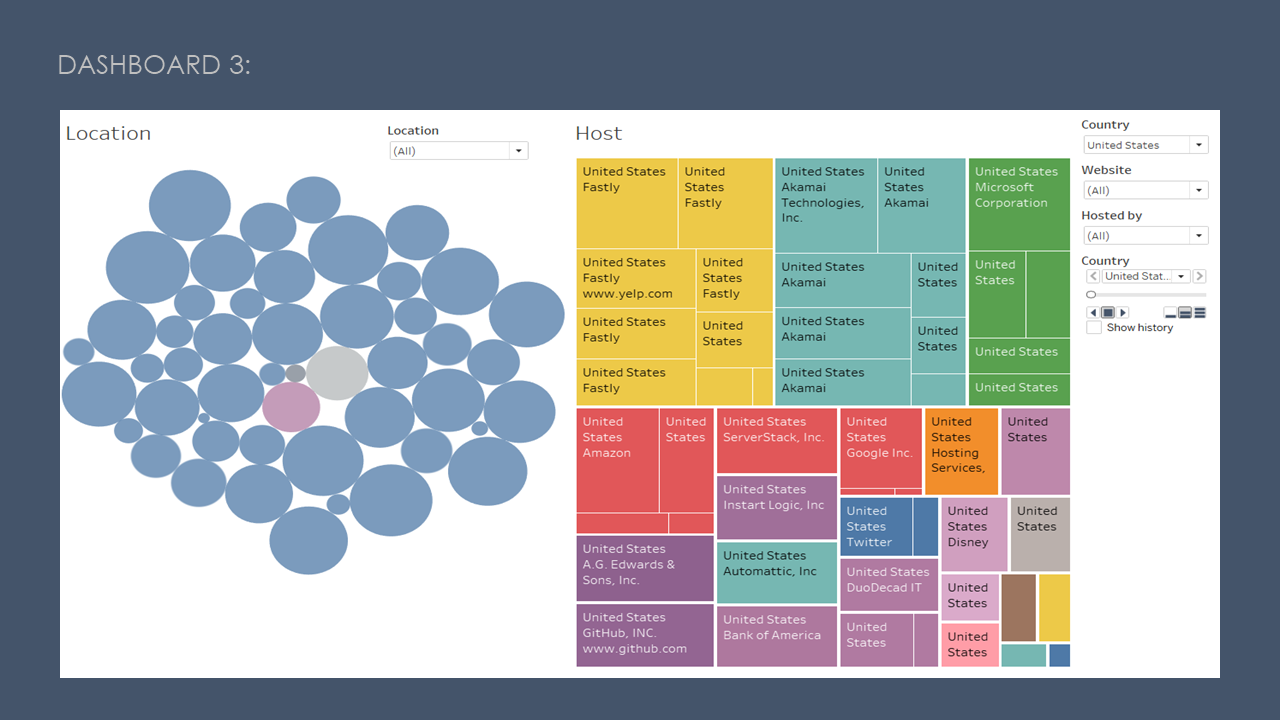 DASHBOARD 3:
Location
Location
(All)
Host
United States
Fastly
United
States
Fastly
United States
Fastly
www.yelp.com
United
States
Fastly
United States
Fastly
United
States
United States
Fastly
United States
Akamai
Technologies,
Inc.
United
States
Akamai
United States
Akamai
United
States
United States
Akamai
United
States
United States
Akamai
United States
Microsoft
Corporation
United
States
United States
United States
United
States
Amazon
United
States
United States
ServerStack, Inc.
United States
Instart Logic, Inc
United States
A.G. Edwards &
Sons, Inc.
United States
Automattic, Inc
United States
GitHub, INC.
www.github.com
United States
Bank of America
United
States
Google Inc.
United
States
Hosting
Services,
United
States
United
States
Twitter
United
States
Disney
United
States
United States
DuoDecad IT
United
States
United
States
United
States
Country
United States
Website
(All)
Hosted by
(All)
Country
United Stat..
Show history